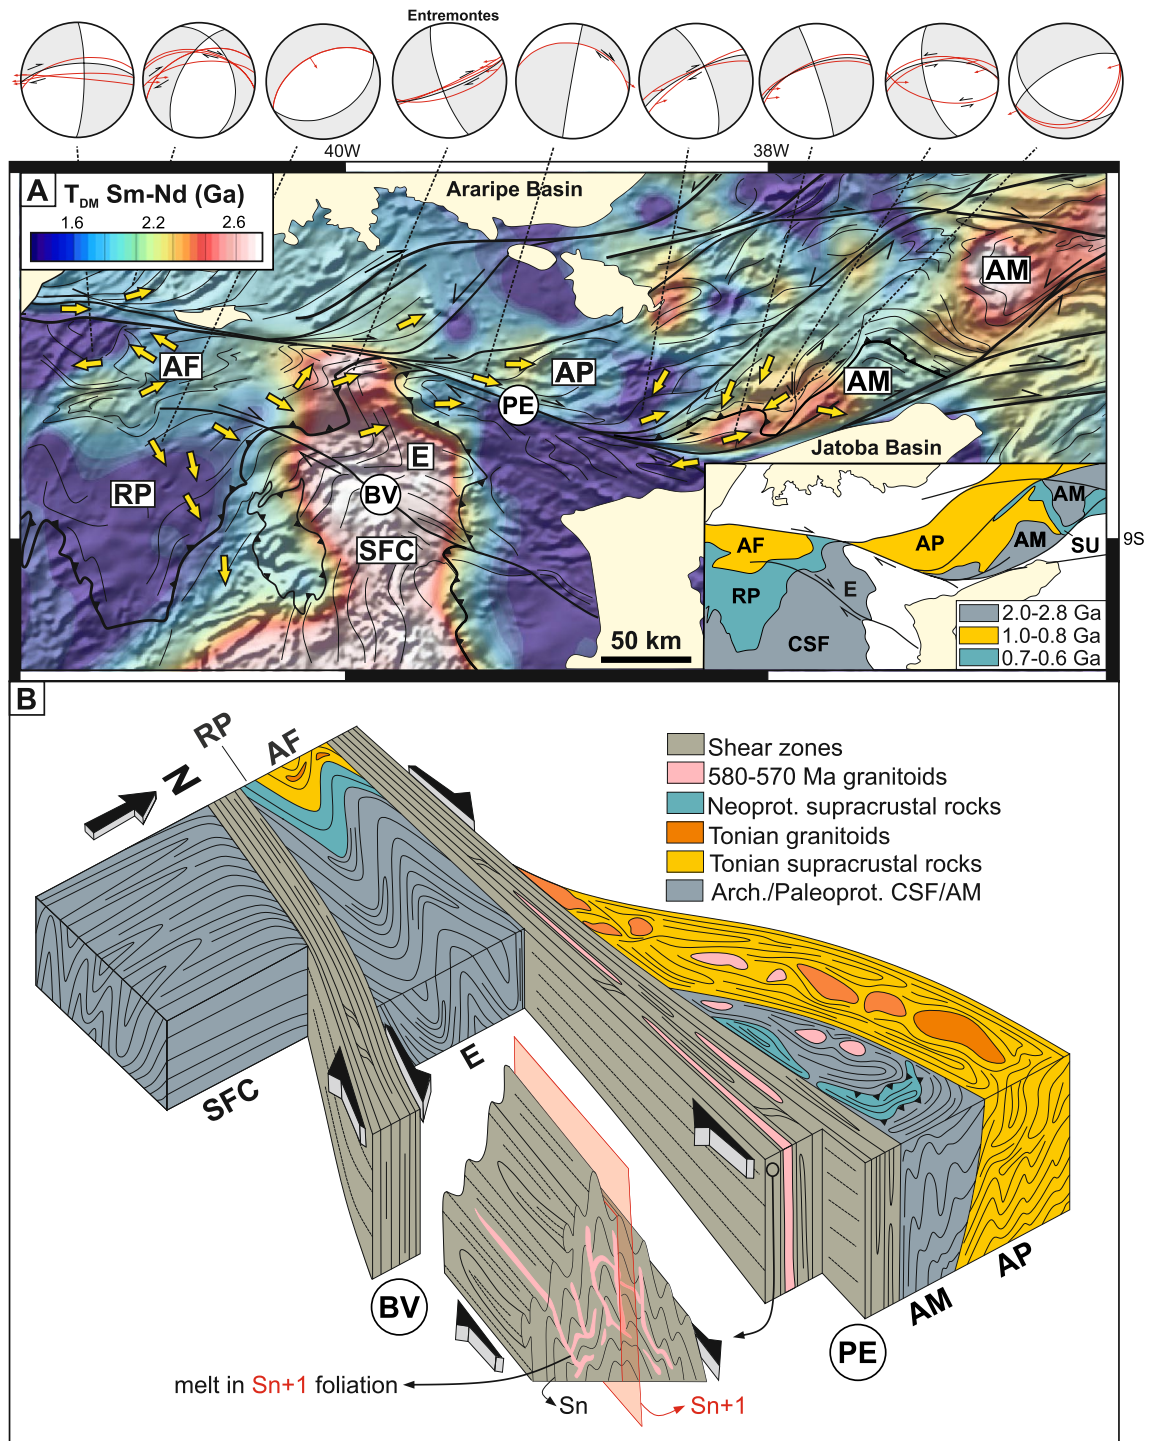 Entremontes
40W
38W
A
T DM Sm-Nd (Ga)
1.6 2.2 2.6
Araripe Basin
AM
AF
AP
AM
PE
Jatoba Basin
E
RP
BV
SFC
50 km
9S
AM
AF
AP
AM
SU
RP
E
CSF
2.0-2.8 Ga
1.0-0.8 Ga
0.7-0.6 Ga
B
RP
AF
N
Shear zones
580-570 Ma granitoids
Neoprot. supracrustal rocks
Tonian granitoids
Tonian supracrustal rocks
Arch./Paleoprot. CSF/AM
SFC
E
BV
AP
AM
PE
melt in Sn+1 foliation
Sn
Sn+1